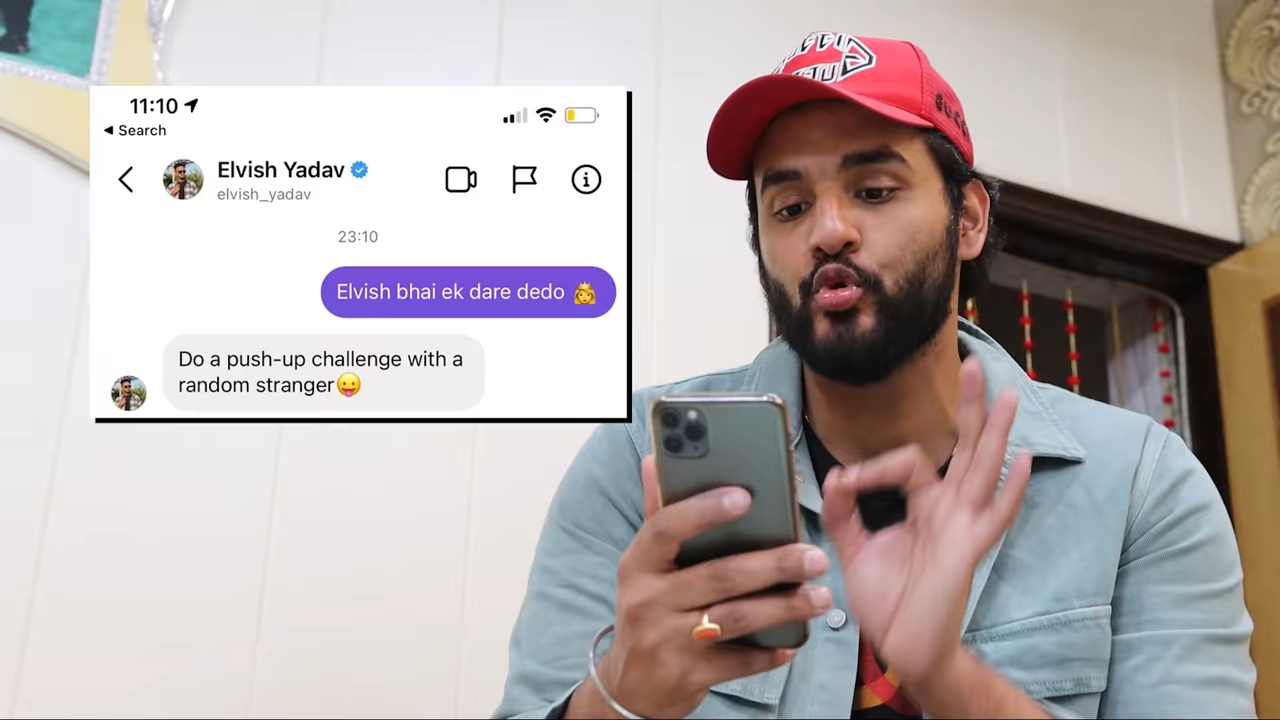 11:10
◀ Search
Elvish Yadav
elvish_yadav
23:10
Elvish bhai ek dare dedo 👸
Do a push-up challenge with a
random stranger😛